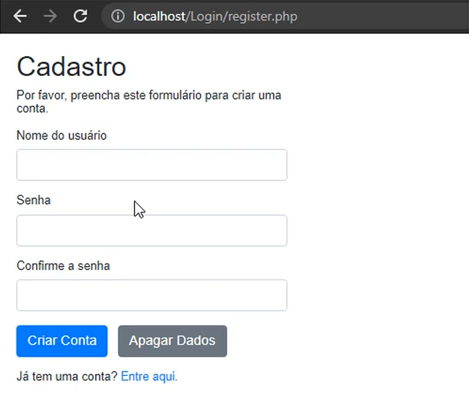 localhost/Login/register.php
Cadastro
Por favor, preencha este formulário para criar uma
conta.
Nome do usuário
Senha
Confirme a senha
Criar Conta Apagar Dados
Já tem uma conta? Entre aqui.